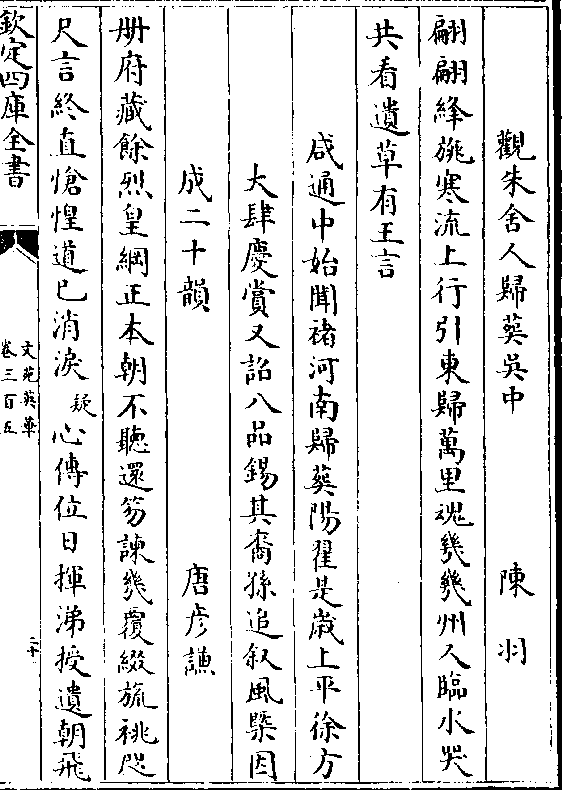 觀朱舍人歸葬吳中 陳羽
翩翩絳旐寒流上行引東歸萬里魂幾幾州人臨水哭
共看遺草有王言
咸通中始聞褚河南歸葬陽翟是嵗上平徐方
大肆慶賞又詔八品錫其裔孫追叙風槩因
成二十韻 唐彦謙
册府藏餘烈皇綱正本朝不聽還笏諫幾覆綴旒祧咫
尺言終直愴惶道已消淚疑心傳位日揮涕授遺朝飛
欽定四庫全書
文苑英華
卷三百五
二十